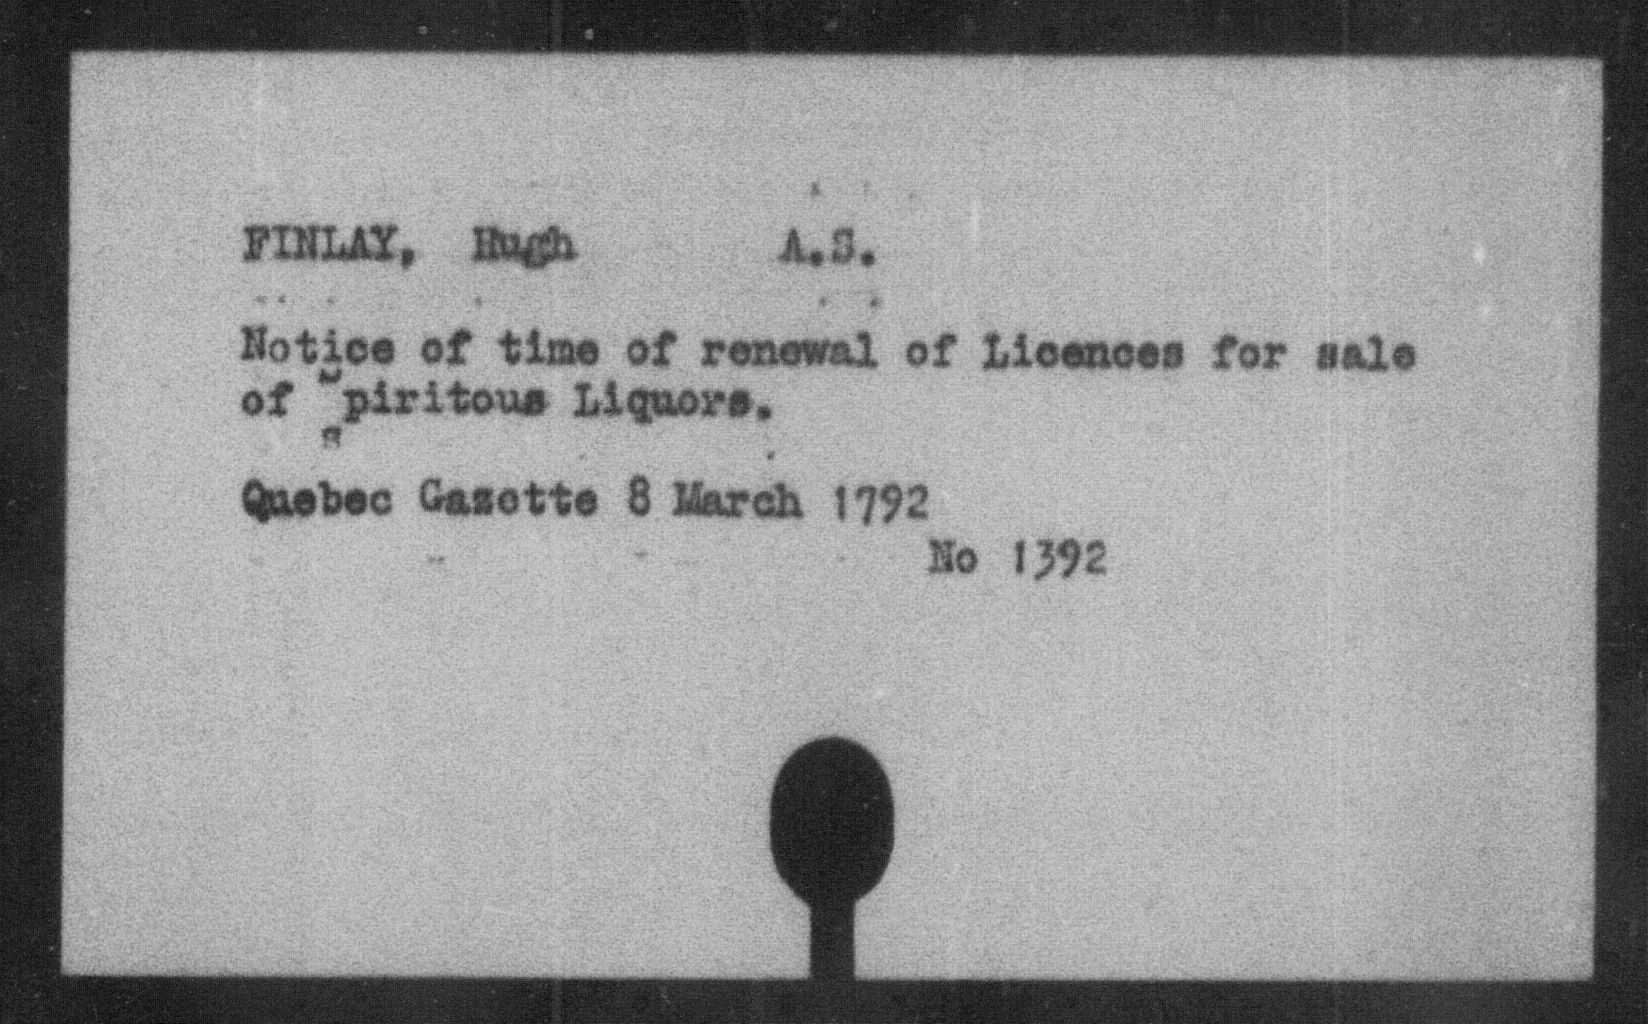 FINLAY, Hugh A.S.
Notice of time of renewal of Licences for sale
of Spiritous Liquors.
Quebec Gazette 8 March 1792
No 1392